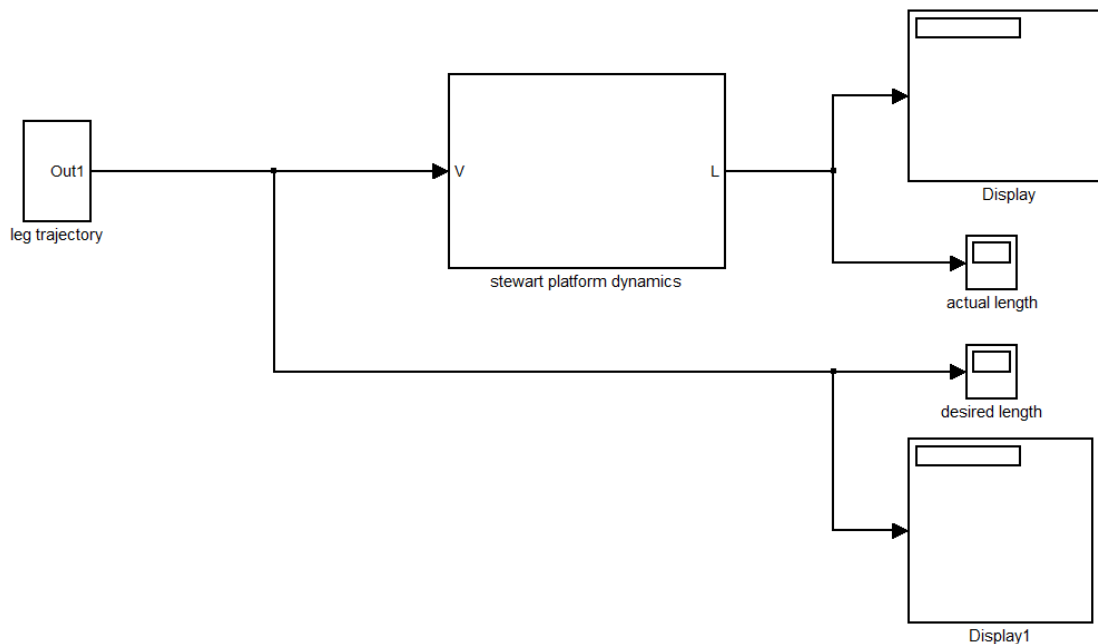 Out1
leg trajectory
V
L
stewart platform dynamics
Display
actual length
desired length
Display1